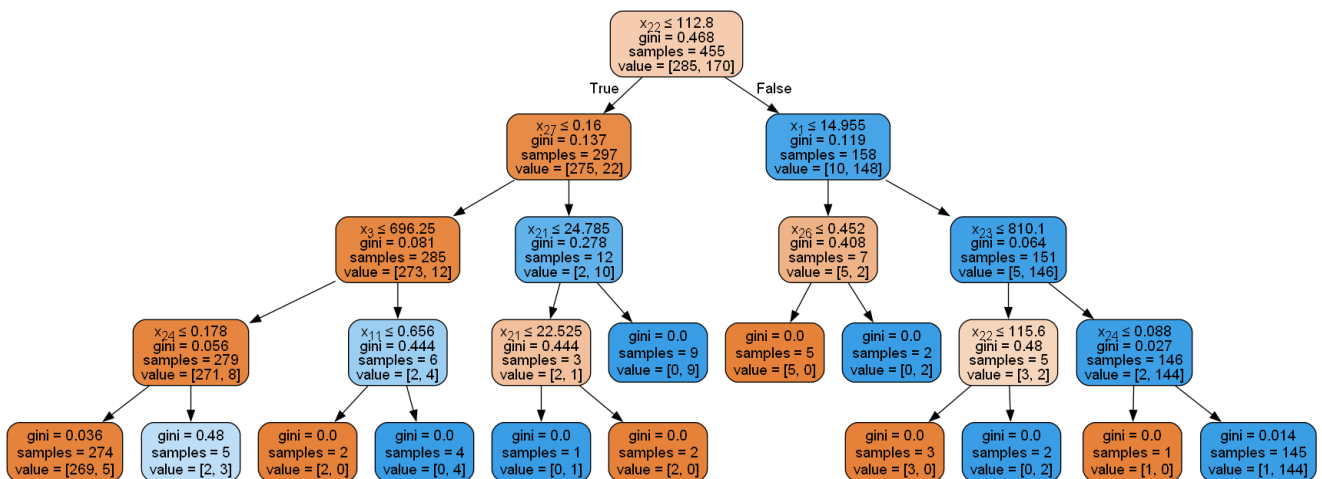 x22 ≤ 112.8
gini = 0.468
samples = 455
value = [285, 170]
True
False
x27 ≤ 0.16
gini = 0.137
samples = 297
value = [275, 22]
x1 ≤ 14.955
gini = 0.119
samples = 158
value = [10, 148]
x3 ≤ 696.25
gini = 0.081
samples = 285
value = [273, 12]
x21 ≤ 24.785
gini = 0.278
samples = 12
value = [2, 10]
x26 ≤ 0.452
gini = 0.408
samples = 7
value = [5, 2]
x23 ≤ 810.1
gini = 0.064
samples = 151
value = [5, 146]
x24 ≤ 0.178
gini = 0.056
samples = 279
value = [271, 8]
x11 ≤ 0.656
gini = 0.444
samples = 6
value = [2, 4]
x21 ≤ 22.525
gini = 0.444
samples = 3
value = [2, 1]
gini = 0.0
samples = 9
value = [0, 9]
gini = 0.0
samples = 5
value = [5, 0]
gini = 0.0
samples = 2
value = [0, 2]
x22 ≤ 115.6
gini = 0.48
samples = 5
value = [3, 2]
x24 ≤ 0.088
gini = 0.027
samples = 146
value = [2, 144]
gini = 0.036
samples = 274
value = [269, 5]
gini = 0.48
samples = 5
value = [2, 3]
gini = 0.0
samples = 2
value = [2, 0]
gini = 0.0
samples = 4
value = [0, 4]
gini = 0.0
samples = 1
value = [0, 1]
gini = 0.0
samples = 2
value = [2, 0]
gini = 0.0
samples = 3
value = [3, 0]
gini = 0.0
samples = 2
value = [0, 2]
gini = 0.0
samples = 1
value = [1, 0]
gini = 0.014
samples = 145
value = [1, 144]